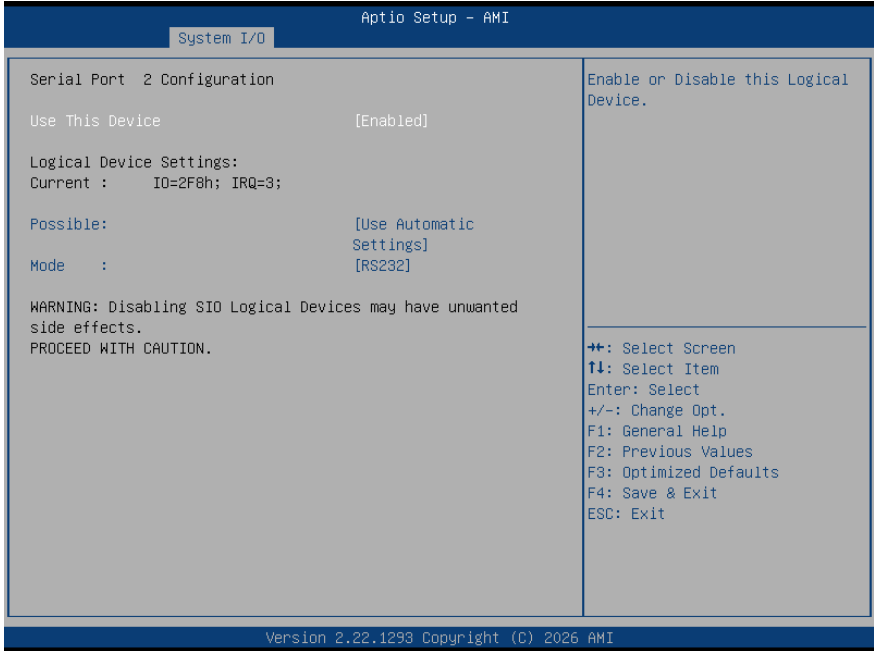 Aptio Setup – AMI
System I/O
Serial Port  2 Configuration
Use This Device [Enabled]
Logical Device Settings:
Current :     IO=2F8h; IRQ=3;
Possible: [Use Automatic
Settings]
Mode    : [RS232]
WARNING: Disabling SIO Logical Devices may have unwanted
side effects.
PROCEED WITH CAUTION.
Enable or Disable this Logical
Device.
→←: Select Screen
↑↓: Select Item
Enter: Select
+/-: Change Opt.
F1: General Help
F2: Previous Values
F3: Optimized Defaults
F4: Save & Exit
ESC: Exit
Version 2.22.1293 Copyright (C) 2026 AMI